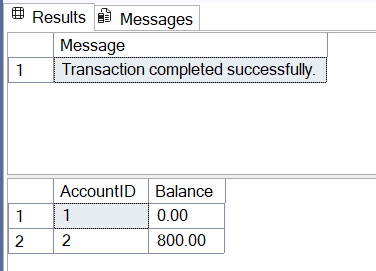 Results Messages
Message
1 Transaction completed successfully.
AccountID Balance
1 1 0.00
2 2 800.00